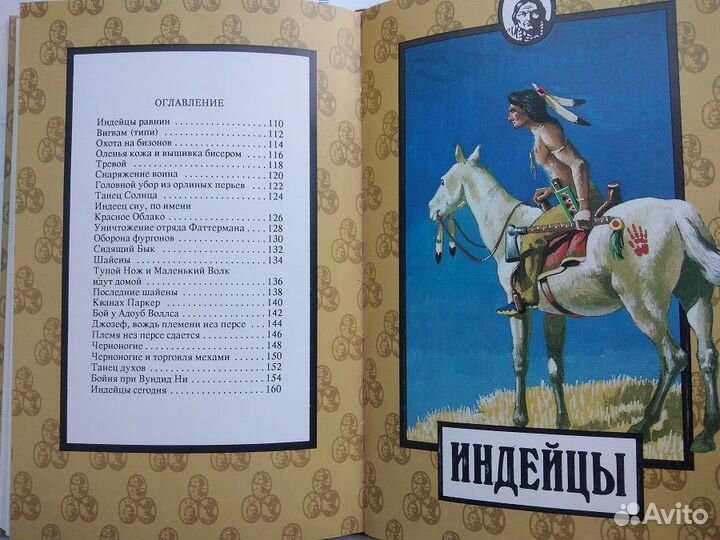 ОГЛАВЛЕНИЕ
Индейцы равнин . . . . . . . . . . . . . . . 110
Вигвам (типи) . . . . . . . . . . . . . . . . 112
Охота на бизонов . . . . . . . . . . . . . . 114
Оленья кожа и вышивка бисером . . 116
Тревой . . . . . . . . . . . . . . . . . . . . . 118
Снаряжение воина . . . . . . . . . . . . . 120
Головной убор из орлиных перьев . . 122
Танец Солнца . . . . . . . . . . . . . . . . 124
Индеец сиу, по имени
Красное Облако . . . . . . . . . . . . . . . 126
Уничтожение отряда Фаттермана . . 128
Оборона фургонов . . . . . . . . . . . . . 130
Сидящий Бык . . . . . . . . . . . . . . . . 132
Шайены . . . . . . . . . . . . . . . . . . . . 134
Тупой Нож и Маленький Волк
идут домой . . . . . . . . . . . . . . . . . . 136
Последние шайены . . . . . . . . . . . . . 138
Кванах Паркер . . . . . . . . . . . . . . . . 140
Бой у Адоуб Воллса . . . . . . . . . . . . 142
Джозеф, вождь племени нез персе . . 144
Племя нез персе сдается . . . . . . . . . 146
Черноногие . . . . . . . . . . . . . . . . . . 148
Черноногие и торговля мехами . . . . 150
Танец духов . . . . . . . . . . . . . . . . . . 152
Бойня при Вундид Ни . . . . . . . . . . . 154
Индейцы сегодня . . . . . . . . . . . . . . 160
ИНДЕЙЦЫ
Avito